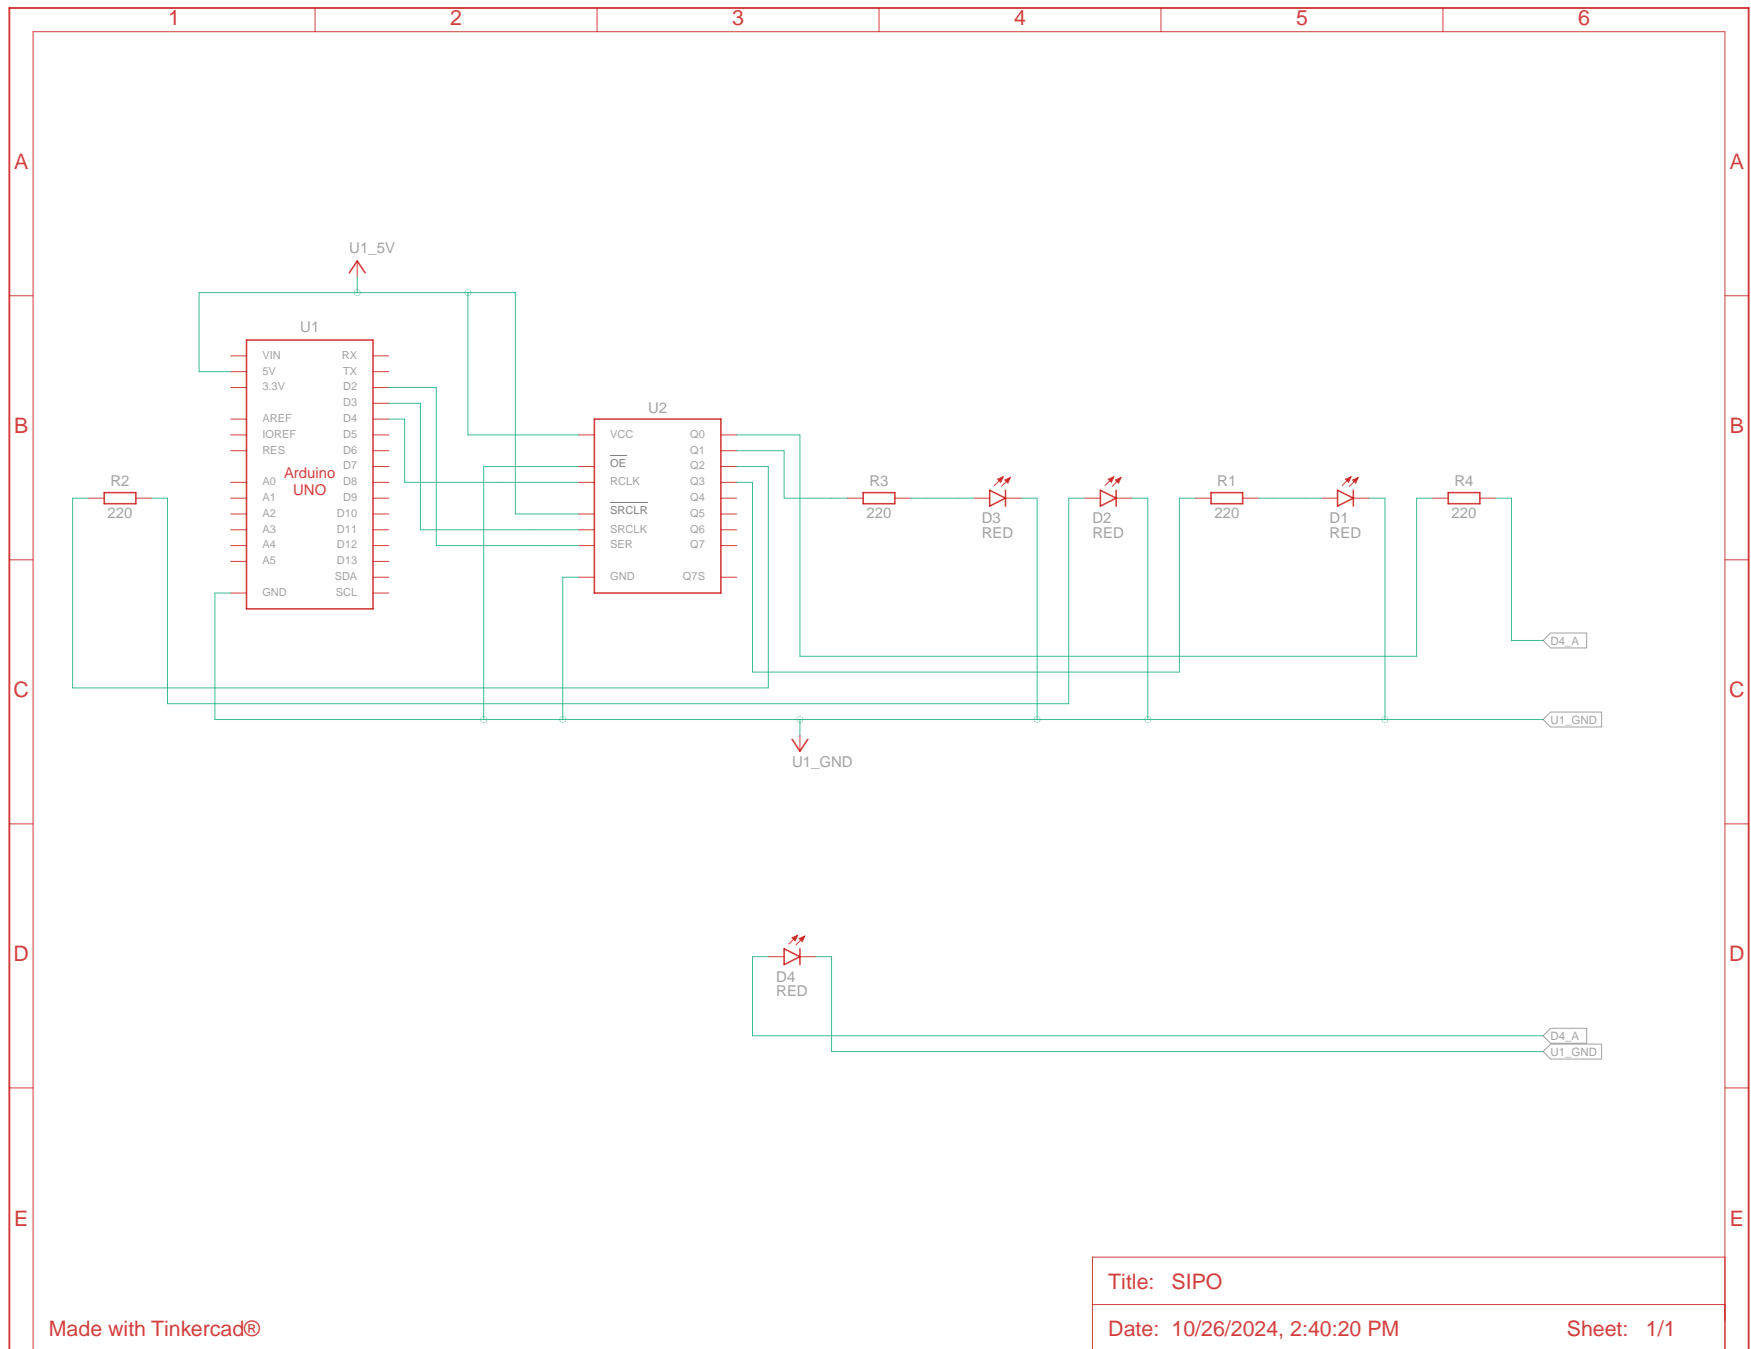 1 2 3 4 5 6
A A
U1_5V
U1
VIN RX
5V TX
3.3V D2
D3
AREF D4
IOREF D5
RES D6
D7
A0 D8
A1 D9
A2 D10
A3 D11
A4 D12
A5 D13
SDA
GND SCL
Arduino
UNO
B B
U2
VCC Q0
Q1
OE Q2
RCLK Q3
Q4
SRCLR Q5
SRCLK Q6
SER Q7
GND Q7S
R2
220
R3
220
D3
RED
D2
RED
R1
220
D1
RED
R4
220
D4_A
C C
U1_GND
U1_GND
D D
D4
RED
D4_A
U1_GND
E E
Title: SIPO
Made with Tinkercad®
Date: 10/26/2024, 2:40:20 PM Sheet: 1/1